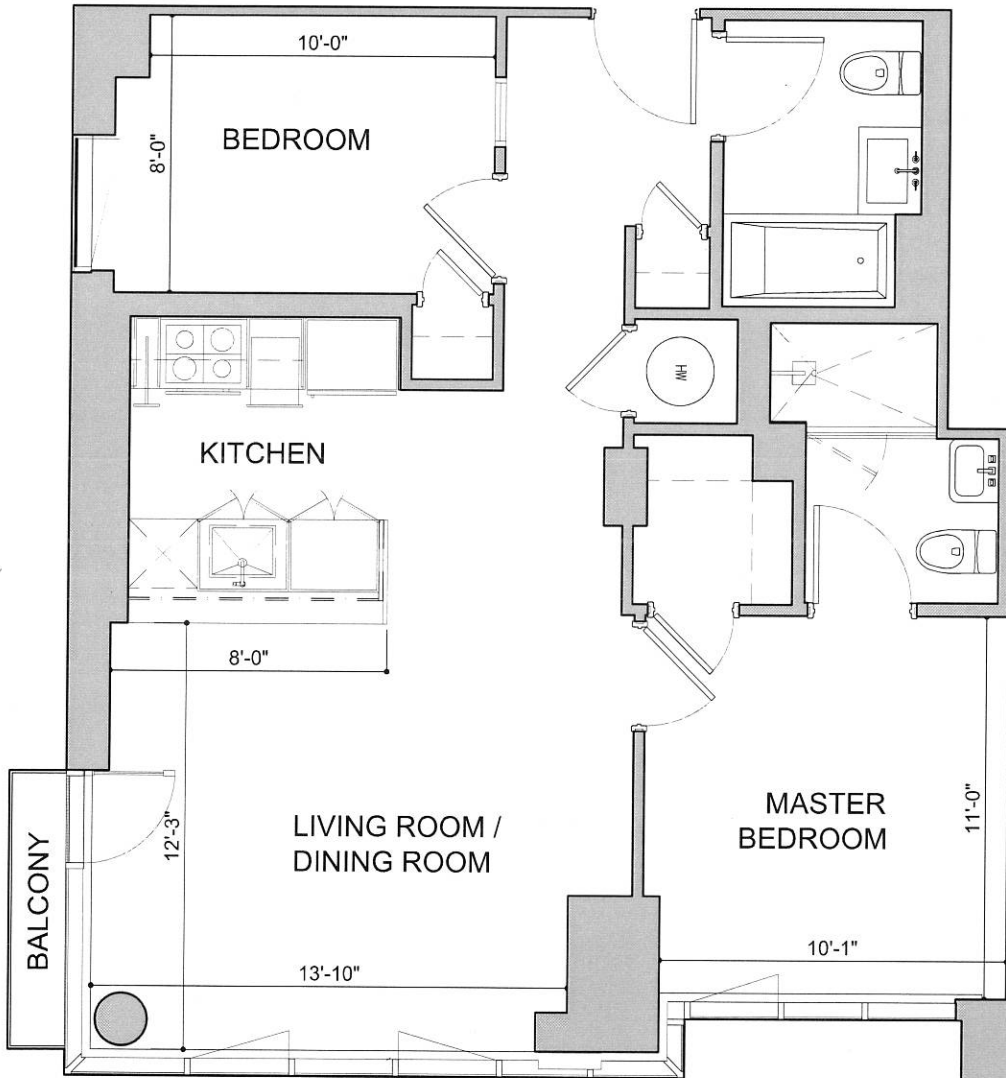 10'-0"
BEDROOM
8'-0"
HW
KITCHEN
8'-0"
12'-3"
LIVING ROOM /
DINING ROOM
MASTER
BEDROOM
11'-0"
BALCONY
13'-10"
10'-1"